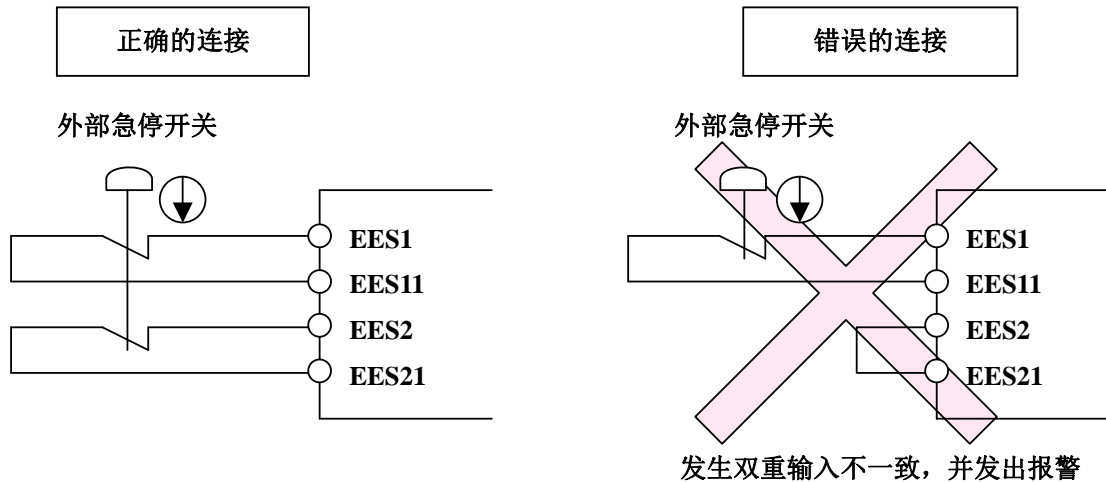 正确的连接
错误的连接
外部急停开关
外部急停开关
EES1
EES11
EES2
EES21
EES1
EES11
EES2
EES21
发生双重输入不一致，并发出报警